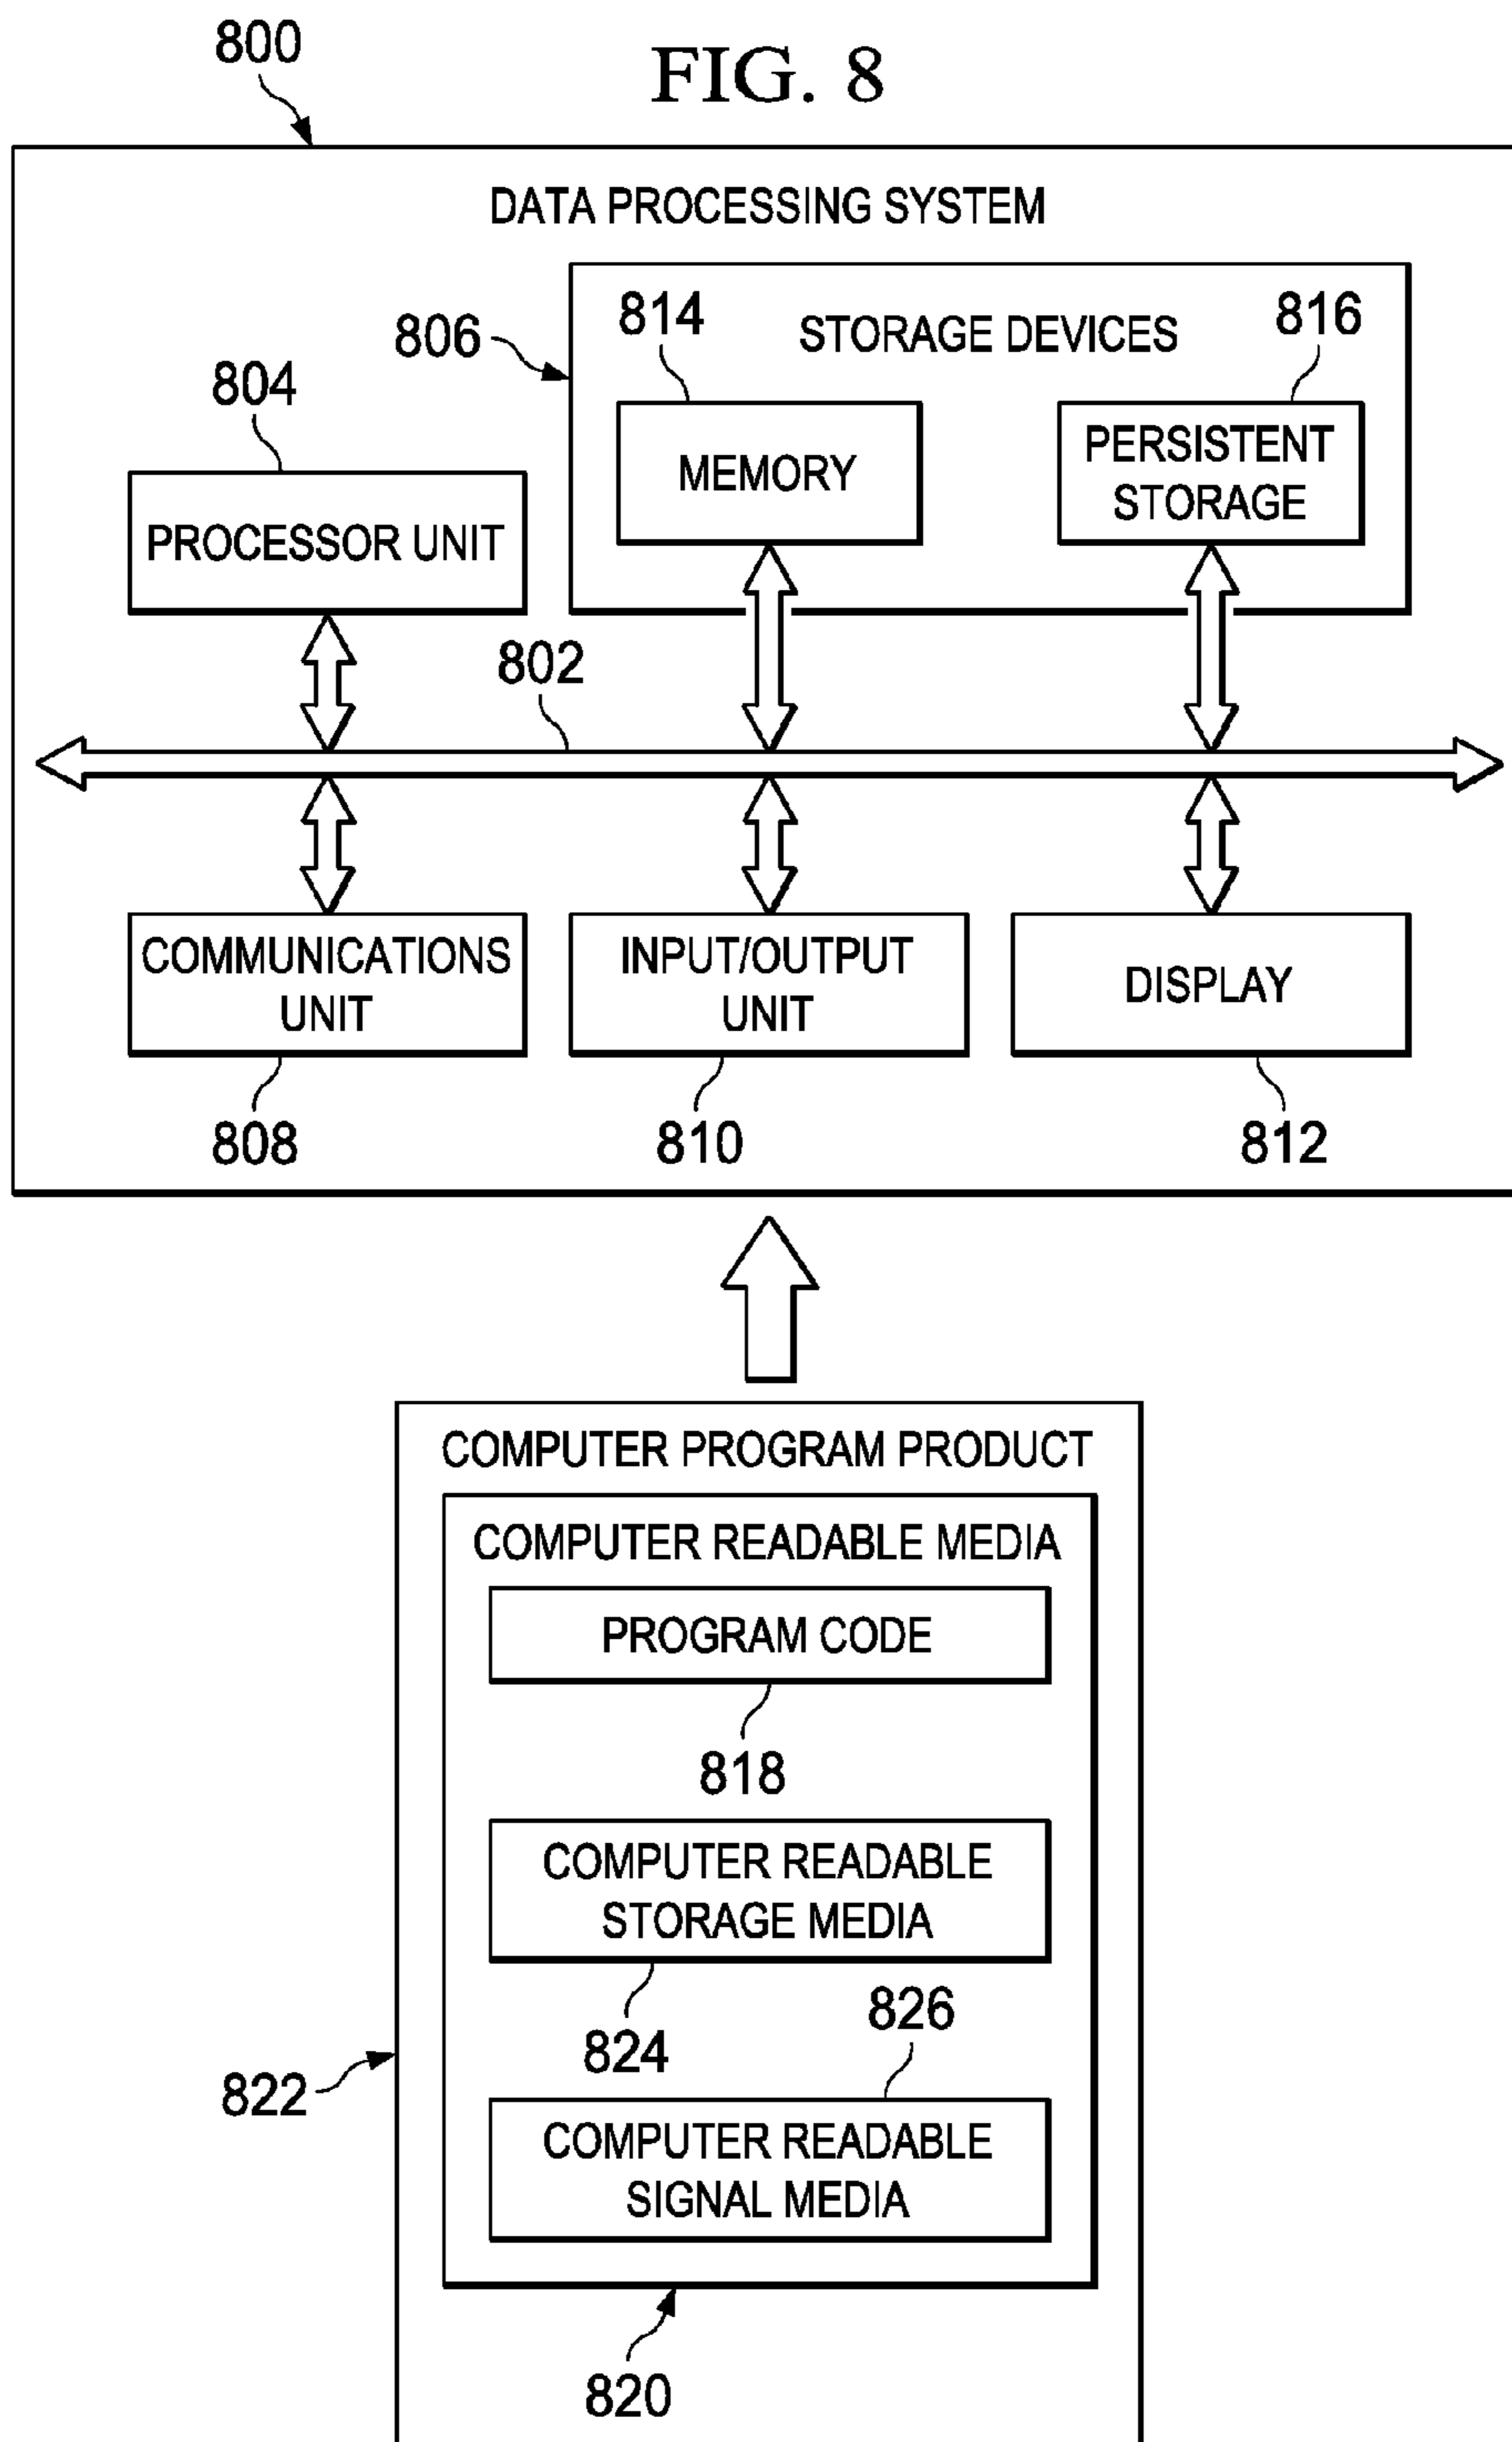 800
FIG. 8
DATA PROCESSING SYSTEM
806
814
STORAGE DEVICES
816
804
MEMORY
PERSISTENT
STORAGE
PROCESSOR UNIT
802
COMMUNICATIONS
UNIT
INPUT/OUTPUT
UNIT
DISPLAY
808
810
812
COMPUTER PROGRAM PRODUCT
COMPUTER READABLE MEDIA
PROGRAM CODE
818
COMPUTER READABLE
STORAGE MEDIA
824
826
822
COMPUTER READABLE
SIGNAL MEDIA
820